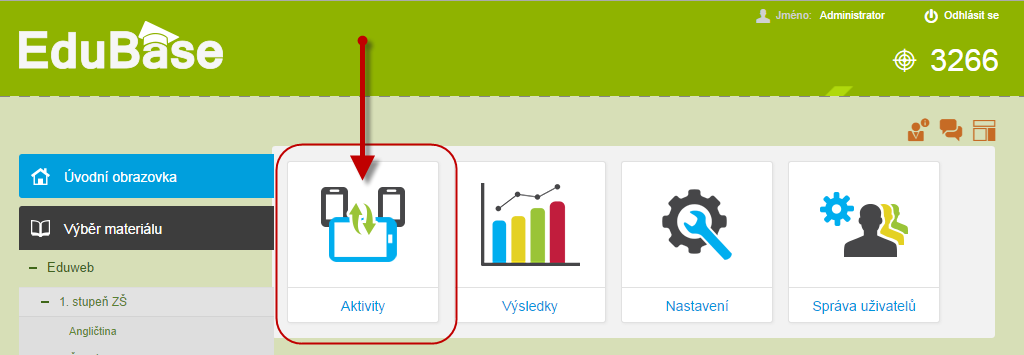 Jméno: Administrator
Odhlásit se
EduBase
3266
Úvodní obrazovka
Výběr materiálu
Eduweb
1. stupeň ZŠ
Angličtina
Aktivity
Výsledky
Nastavení
Správa uživatelů